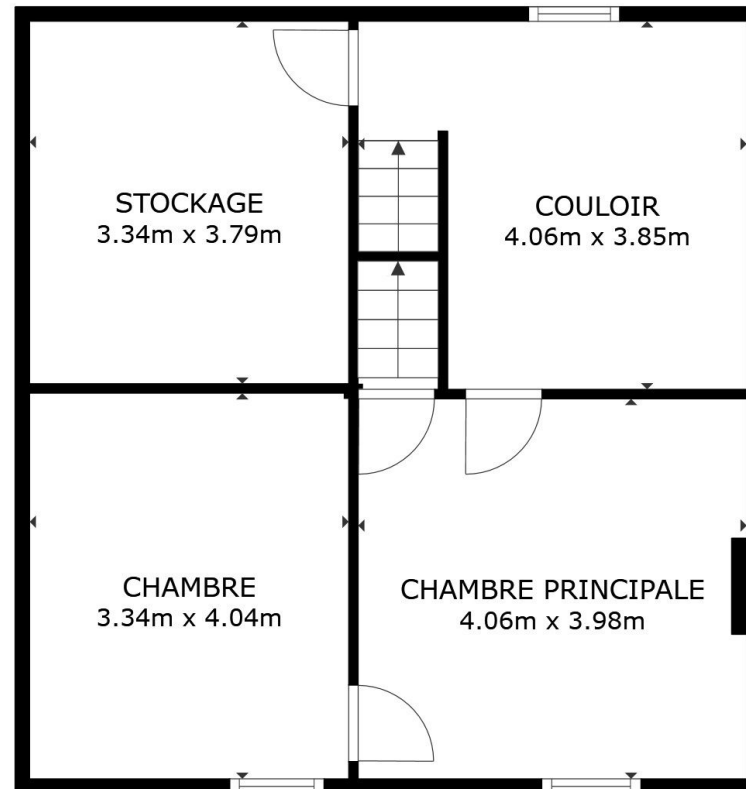 STOCKAGE
3.34m x 3.79m
COULOIR
4.06m x 3.85m
CHAMBRE
3.34m x 4.04m
CHAMBRE PRINCIPALE
4.06m x 3.98m